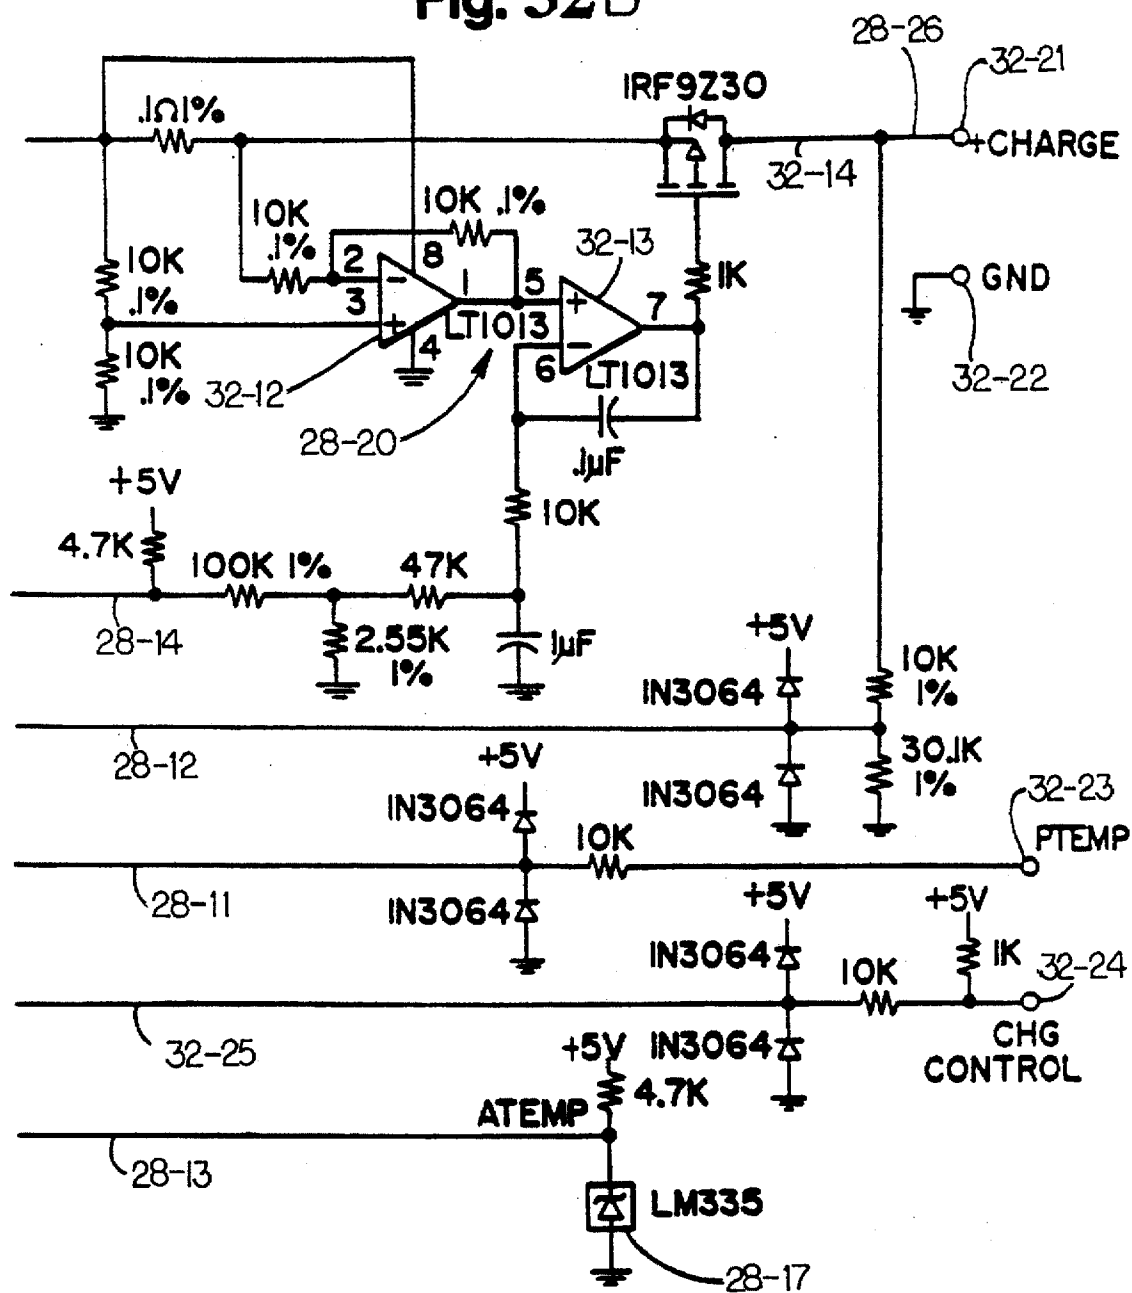 Fig. 32B
28-26
32-21
IRF9Z30
.1Ω1%
+CHARGE
32-14
10K .1%
10K
.1%
32-13
2
8
10K
.1%
3
1
5
+
7
1K
GND
-
+
LT1013
4
6
-
LT1013
10K
.1%
32-12
32-22
28-20
.1µF
+5V
10K
4.7K
100K 1%
47K
28-14
2.55K
1%
1µF
+5V
10K
1%
IN3064
28-12
+5V
30.1K
1%
IN3064
32-23
IN3064
10K
PTEMP
28-11
IN3064
+5V
+5V
IN3064
10K
1K
32-24
32-25
+5V
IN3064
CHG
CONTROL
4.7K
ATEMP
28-13
LM335
28-17